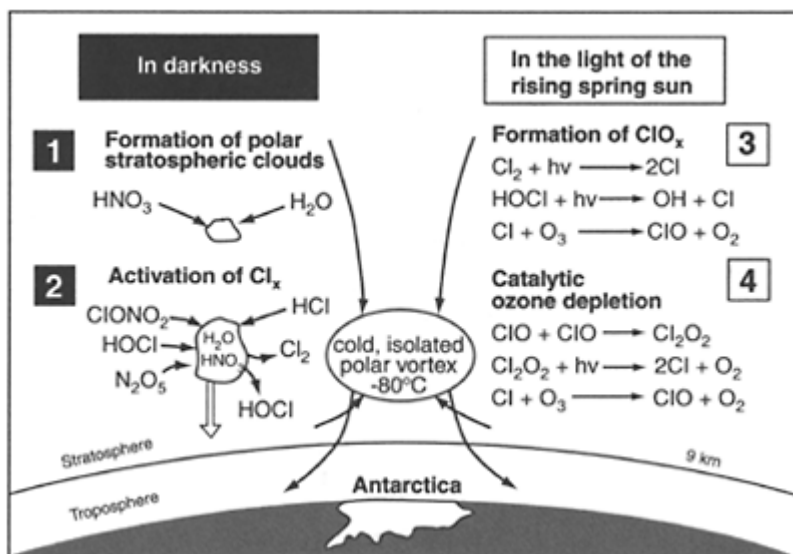 In darkness
In the light of the
rising spring sun
1
Formation of polar
stratospheric clouds
HNO₃
H₂O
2
Activation of Clₓ
ClONO₂
HCl
HOCl
H₂O
HNO₃
Cl₂
N₂O₅
HOCl
cold, isolated
polar vortex
-80°C
Formation of ClOₓ
3
Cl₂ + hv → 2Cl
HOCl + hv → OH + Cl
Cl + O₃ → ClO + O₂
Catalytic
ozone depletion
4
ClO + ClO → Cl₂O₂
Cl₂O₂ + hv → 2Cl + O₂
Cl + O₃ → ClO + O₂
Stratosphere
9 km
Troposphere
Antarctica